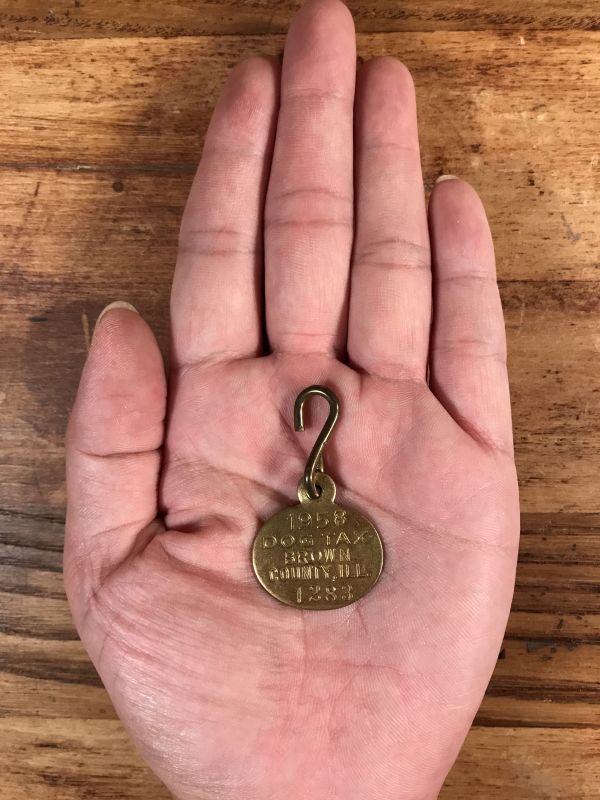 1958
DOG TAX
BROWN
COUNTY, ILL.
1283